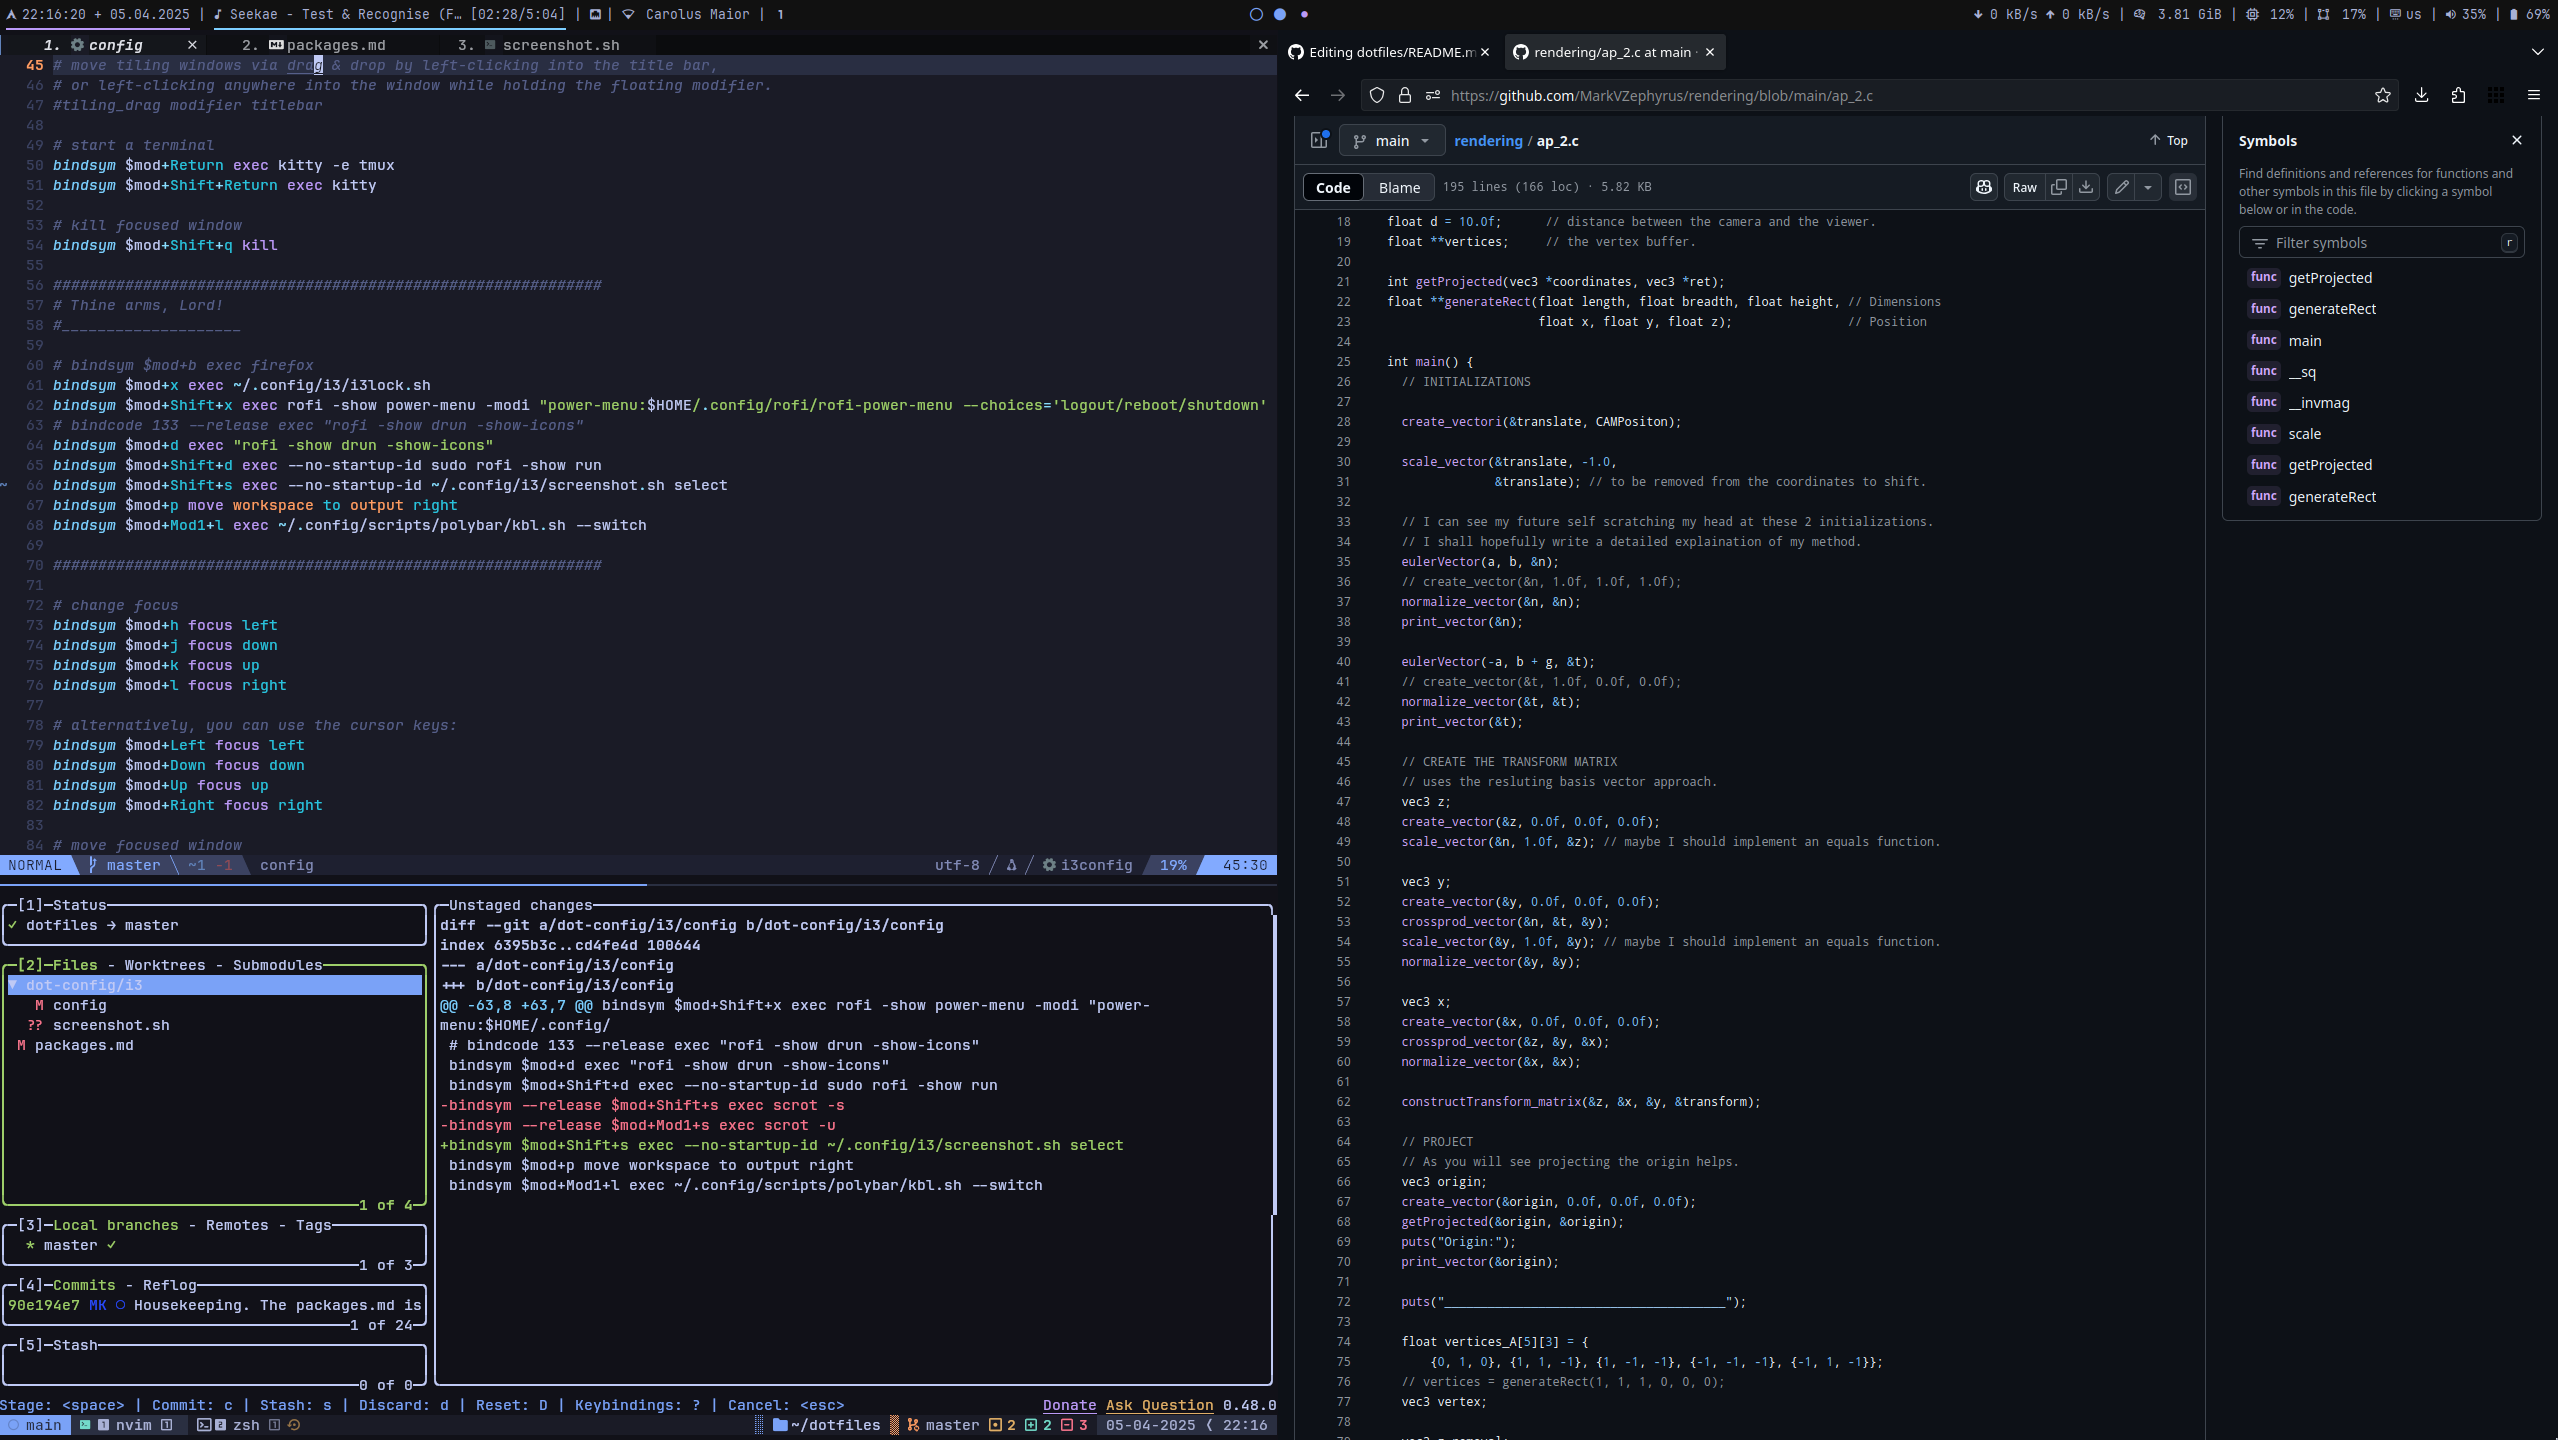 22:16:20 + 05.04.2025 | Seekae - Test & Recognise (F… [02:28/5:04] | | Carolus Maior | 1
0 kB/s 0 kB/s | 3.81 GiB | 12% | 17% | us | 35% | 69%
1. config × 2. packages.md 3. screenshot.sh ×
45 # move tiling windows via drag & drop by left-clicking into the title bar,
46 # or left-clicking anywhere into the window while holding the floating modifier.
47 #tiling_drag modifier titlebar
48
49 # start a terminal
50 bindsym $mod+Return exec kitty -e tmux
51 bindsym $mod+Shift+Return exec kitty
52
53 # kill focused window
54 bindsym $mod+Shift+q kill
55
56 #############################################################
57 # Thine arms, Lord!
58 #____________________
59
60 # bindsym $mod+b exec firefox
61 bindsym $mod+x exec ~/.config/i3/i3lock.sh
62 bindsym $mod+Shift+x exec rofi -show power-menu -modi "power-menu:$HOME/.config/rofi/rofi-power-menu --choices='logout/reboot/shutdown'
63 # bindcode 133 --release exec "rofi -show drun -show-icons"
64 bindsym $mod+d exec "rofi -show drun -show-icons"
65 bindsym $mod+Shift+d exec --no-startup-id sudo rofi -show run
~ 66 bindsym $mod+Shift+s exec --no-startup-id ~/.config/i3/screenshot.sh select
67 bindsym $mod+p move workspace to output right
68 bindsym $mod+Mod1+l exec ~/.config/scripts/polybar/kbl.sh --switch
69
70 #############################################################
71
72 # change focus
73 bindsym $mod+h focus left
74 bindsym $mod+j focus down
75 bindsym $mod+k focus up
76 bindsym $mod+l focus right
77
78 # alternatively, you can use the cursor keys:
79 bindsym $mod+Left focus left
80 bindsym $mod+Down focus down
81 bindsym $mod+Up focus up
82 bindsym $mod+Right focus right
83
84 # move focused window
NORMAL master ~1 -1 config utf-8 i3config 19% 45:30
[1]─Status
✓ dotfiles → master
[2]─Files - Worktrees - Submodules
▼ dot-config/i3
M config
?? screenshot.sh
M packages.md
1 of 4
[3]─Local branches - Remotes - Tags
* master ✓
1 of 3
[4]─Commits - Reflog
90e194e7 MK ○ Housekeeping. The packages.md is
1 of 24
[5]─Stash
0 of 0
Unstaged changes
diff --git a/dot-config/i3/config b/dot-config/i3/config
index 6395b3c..cd4fe4d 100644
--- a/dot-config/i3/config
+++ b/dot-config/i3/config
@@ -63,8 +63,7 @@ bindsym $mod+Shift+x exec rofi -show power-menu -modi "power-
menu:$HOME/.config/
# bindcode 133 --release exec "rofi -show drun -show-icons"
bindsym $mod+d exec "rofi -show drun -show-icons"
bindsym $mod+Shift+d exec --no-startup-id sudo rofi -show run
-bindsym --release $mod+Shift+s exec scrot -s
-bindsym --release $mod+Mod1+s exec scrot -u
+bindsym $mod+Shift+s exec --no-startup-id ~/.config/i3/screenshot.sh select
bindsym $mod+p move workspace to output right
bindsym $mod+Mod1+l exec ~/.config/scripts/polybar/kbl.sh --switch
Stage: <space> | Commit: c | Stash: s | Discard: d | Reset: D | Keybindings: ? | Cancel: <esc> Donate Ask Question 0.48.0
main 1 nvim 1 2 zsh 1 ~/dotfiles master 2 2 3 05-04-2025 ⟨ 22:16
Editing dotfiles/README.m × rendering/ap_2.c at main · ×
https://github.com/MarkVZephyrus/rendering/blob/main/ap_2.c
main rendering / ap_2.c Top
Code Blame 195 lines (166 loc) · 5.82 KB Raw
18 float d = 10.0f; // distance between the camera and the viewer.
19 float **vertices; // the vertex buffer.
20
21 int getProjected(vec3 *coordinates, vec3 *ret);
22 float **generateRect(float length, float breadth, float height, // Dimensions
23 float x, float y, float z); // Position
24
25 int main() {
26 // INITIALIZATIONS
27
28 create_vectori(&translate, CAMPositon);
29
30 scale_vector(&translate, -1.0,
31 &translate); // to be removed from the coordinates to shift.
32
33 // I can see my future self scratching my head at these 2 initializations.
34 // I shall hopefully write a detailed explaination of my method.
35 eulerVector(a, b, &n);
36 // create_vector(&n, 1.0f, 1.0f, 1.0f);
37 normalize_vector(&n, &n);
38 print_vector(&n);
39
40 eulerVector(-a, b + g, &t);
41 // create_vector(&t, 1.0f, 0.0f, 0.0f);
42 normalize_vector(&t, &t);
43 print_vector(&t);
44
45 // CREATE THE TRANSFORM MATRIX
46 // uses the resluting basis vector approach.
47 vec3 z;
48 create_vector(&z, 0.0f, 0.0f, 0.0f);
49 scale_vector(&n, 1.0f, &z); // maybe I should implement an equals function.
50
51 vec3 y;
52 create_vector(&y, 0.0f, 0.0f, 0.0f);
53 crossprod_vector(&n, &t, &y);
54 scale_vector(&y, 1.0f, &y); // maybe I should implement an equals function.
55 normalize_vector(&y, &y);
56
57 vec3 x;
58 create_vector(&x, 0.0f, 0.0f, 0.0f);
59 crossprod_vector(&z, &y, &x);
60 normalize_vector(&x, &x);
61
62 constructTransform_matrix(&z, &x, &y, &transform);
63
64 // PROJECT
65 // As you will see projecting the origin helps.
66 vec3 origin;
67 create_vector(&origin, 0.0f, 0.0f, 0.0f);
68 getProjected(&origin, &origin);
69 puts("Origin:");
70 print_vector(&origin);
71
72 puts("_______________________________________");
73
74 float vertices_A[5][3] = {
75 {0, 1, 0}, {1, 1, -1}, {1, -1, -1}, {-1, -1, -1}, {-1, 1, -1}};
76 // vertices = generateRect(1, 1, 1, 0, 0, 0);
77 vec3 vertex;
78
Symbols ×
Find definitions and references for functions and
other symbols in this file by clicking a symbol
below or in the code.
Filter symbols r
func getProjected
func generateRect
func main
func __sq
func __invmag
func scale
func getProjected
func generateRect